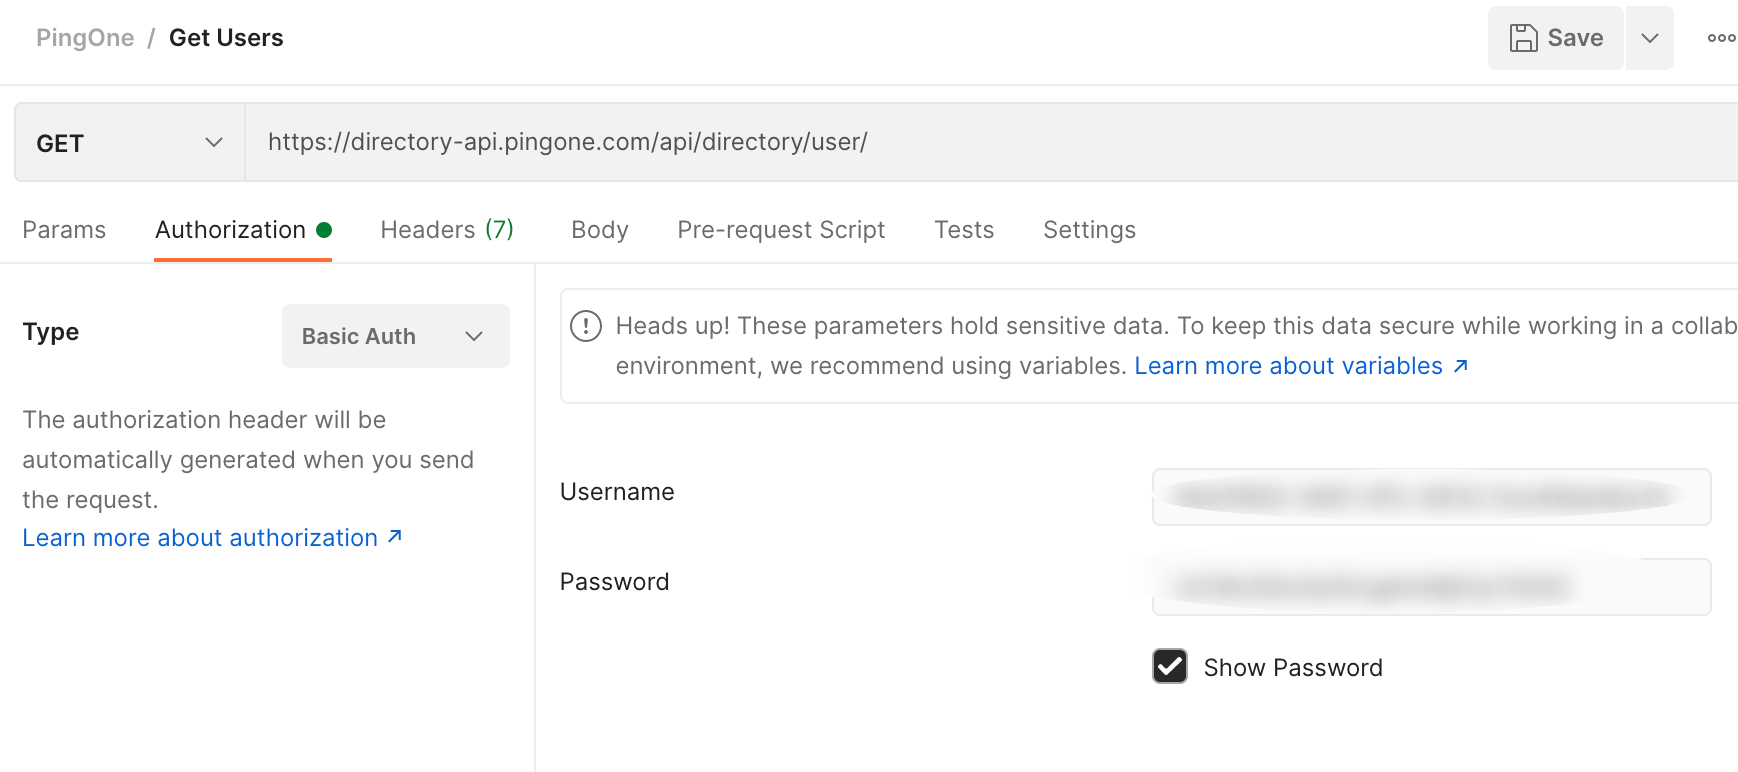 PingOne / Get Users
Save
GET
https://directory-api.pingone.com/api/directory/user/
Params
Authorization
Headers (7)
Body
Pre-request Script
Tests
Settings
Type
Basic Auth
The authorization header will be
automatically generated when you send
the request.
Learn more about authorization ↗
Heads up! These parameters hold sensitive data. To keep this data secure while working in a collab
environment, we recommend using variables. Learn more about variables ↗
Username
Password
Show Password